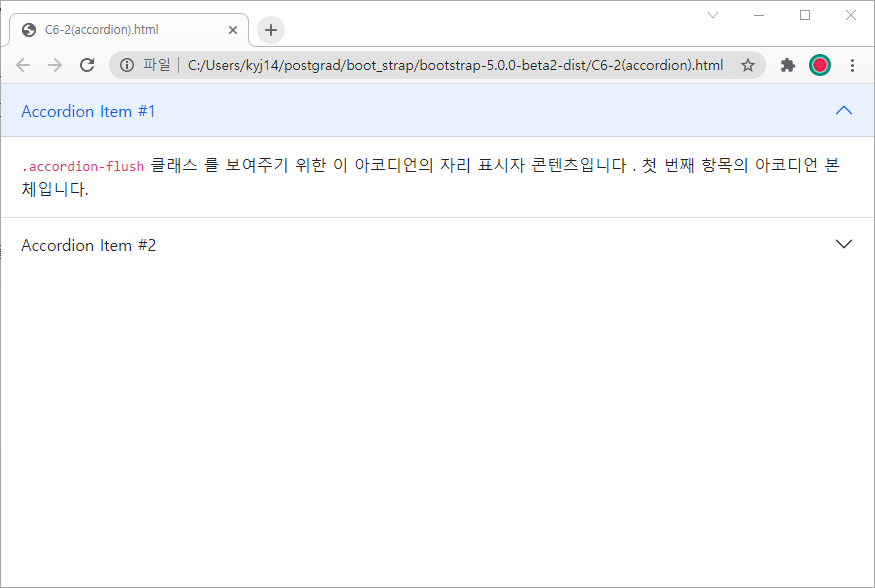 C6-2(accordion).html
파일 C:/Users/kyj14/postgrad/boot_strap/bootstrap-5.0.0-beta2-dist/C6-2(accordion).html
Accordion Item #1
.accordion-flush 클래스 를 보여주기 위한 이 아코디언의 자리 표시자 콘텐츠입니다 . 첫 번째 항목의 아코디언 본
체입니다.
Accordion Item #2